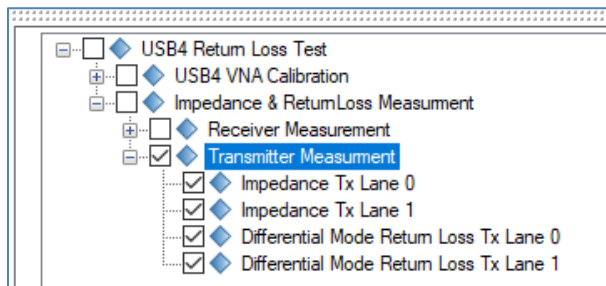 USB4 Return Loss Test
USB4 VNA Calibration
Impedance & ReturnLoss Measurment
Receiver Measurement
Transmitter Measurment
Impedance Tx Lane 0
Impedance Tx Lane 1
Differential Mode Return Loss Tx Lane 0
Differential Mode Return Loss Tx Lane 1